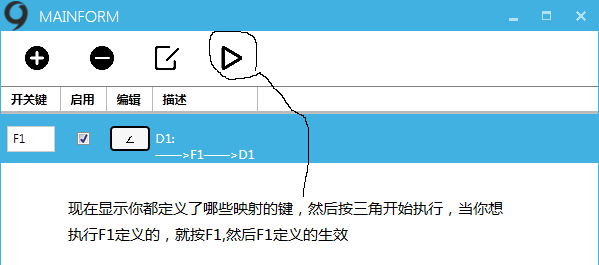 MAINFORM
开关键 启用 编辑 描述
F1 D1:
——>F1——>D1
现在显示你都定义了哪些映射的键，然后按三角开始执行，当你想
执行F1定义的，就按F1,然后F1定义的生效